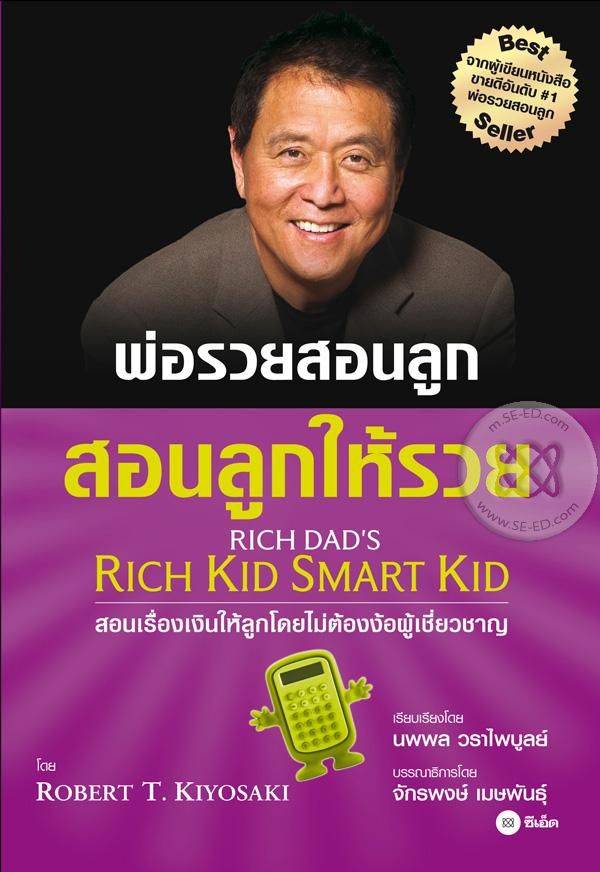 Best
จากผู้เขียนหนังสือ
ขายดีอันดับ #1
พ่อรวยสอนลูก
Seller
พ่อรวยสอนลูก
สอนลูกให้รวย
m.SE-ED.com
www.SE-ED.com
RICH DAD'S
RICH KID SMART KID
สอนเรื่องเงินให้ลูกโดยไม่ต้องง้อผู้เชี่ยวชาญ
เรียบเรียงโดย
นพพล วราไพบูลย์
โดย
ROBERT T. KIYOSAKI
บรรณาธิการโดย
จักรพงษ์ เมษพันธุ์
ซีเอ็ด